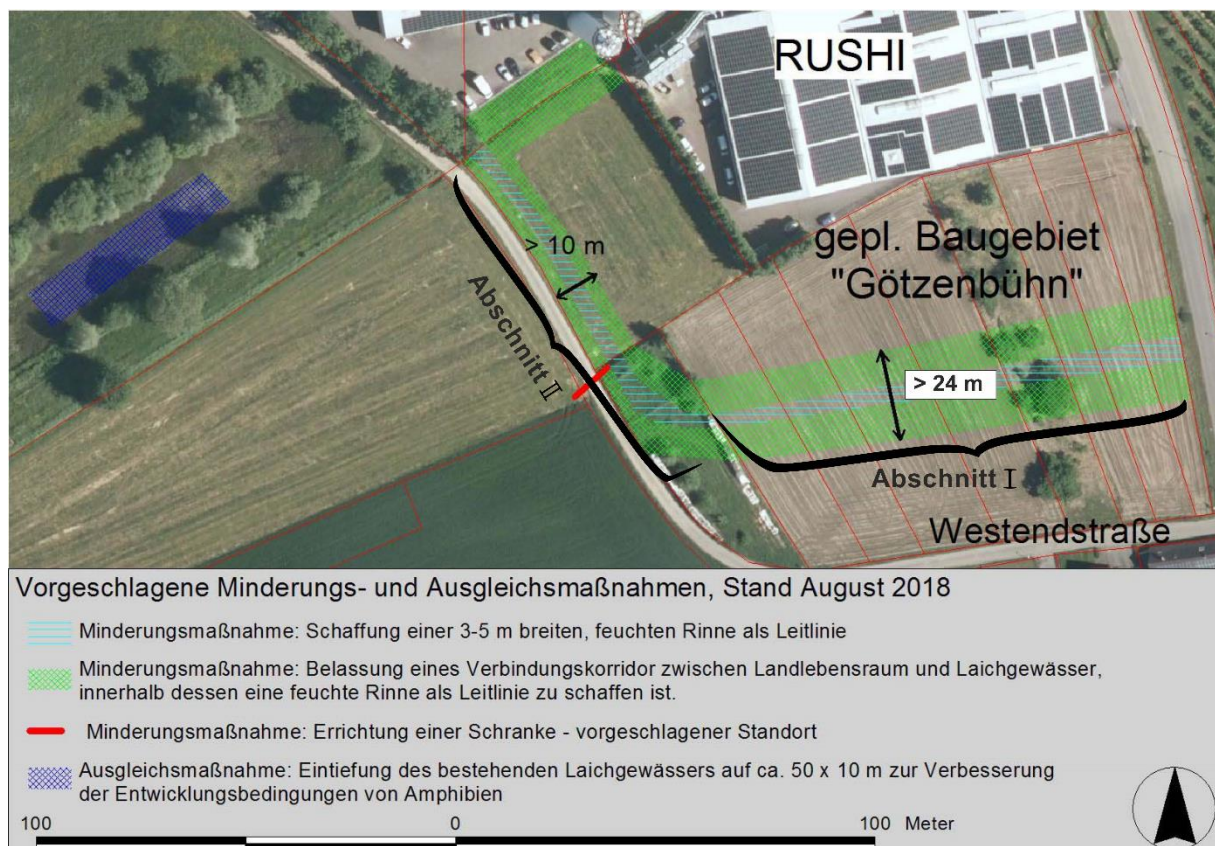 RUSHI
gepl. Baugebiet
"Götzenbühn"
> 10 m
> 24 m
Abschnitt II
Abschnitt I
Westendstraße
Vorgeschlagene Minderungs- und Ausgleichsmaßnahmen, Stand August 2018
Minderungsmaßnahme: Schaffung einer 3-5 m breiten, feuchten Rinne als Leitlinie
Minderungsmaßnahme: Belassung eines Verbindungskorridor zwischen Landlebensraum und Laichgewässer,
innerhalb dessen eine feuchte Rinne als Leitlinie zu schaffen ist.
Minderungsmaßnahme: Errichtung einer Schranke - vorgeschlagener Standort
Ausgleichsmaßnahme: Eintiefung des bestehenden Laichgewässers auf ca. 50 x 10 m zur Verbesserung
der Entwicklungsbedingungen von Amphibien
100 0 100 Meter